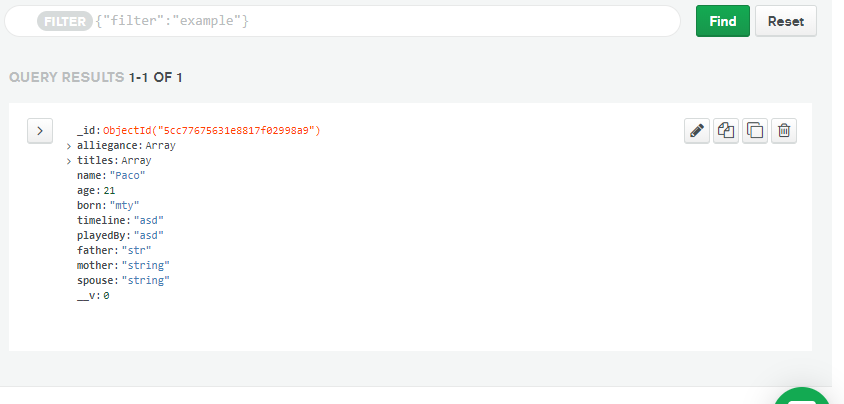 FILTER {"filter":"example"} Find Reset
QUERY RESULTS 1-1 OF 1
_id: ObjectId("5cc77675631e8817f02998a9")
alliegance: Array
titles: Array
name: "Paco"
age: 21
born: "mty"
timeline: "asd"
playedBy: "asd"
father: "str"
mother: "string"
spouse: "string"
__v: 0